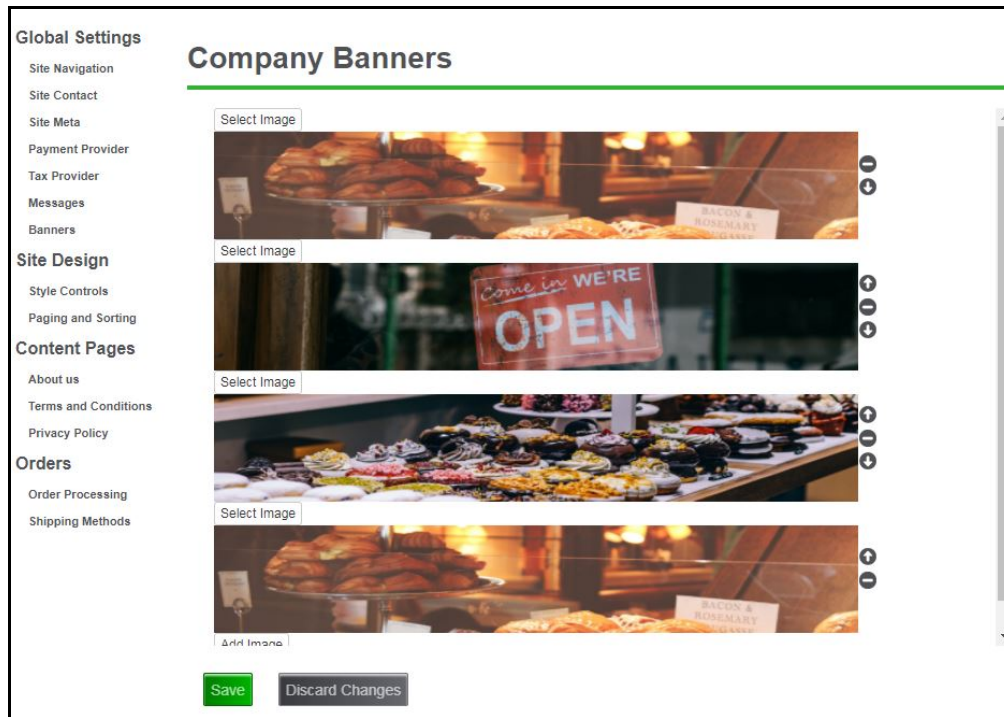 Global Settings
Site Navigation
Site Contact
Site Meta
Payment Provider
Tax Provider
Messages
Banners
Site Design
Style Controls
Paging and Sorting
Content Pages
About us
Terms and Conditions
Privacy Policy
Orders
Order Processing
Shipping Methods
Company Banners
Select Image
BACON &
ROSEMARY
Select Image
Come in WE'RE
OPEN
Select Image
Select Image
BACON &
ROSEMARY
Add Image
Save
Discard Changes